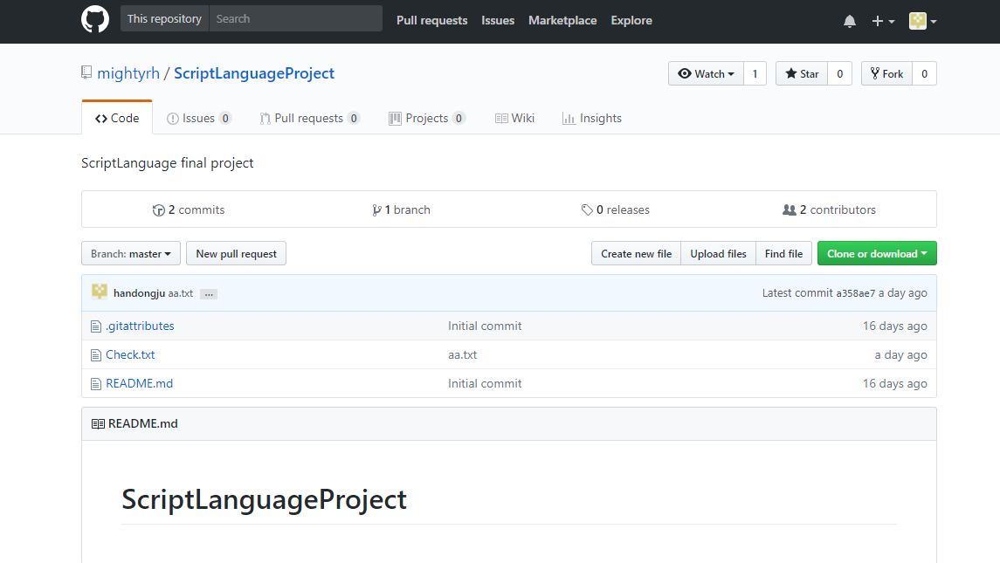 This repository Search Pull requests Issues Marketplace Explore
mightyrh / ScriptLanguageProject Watch 1 Star 0 Fork 0
Code Issues 0 Pull requests 0 Projects 0 Wiki Insights
ScriptLanguage final project
2 commits 1 branch 0 releases 2 contributors
Branch: master New pull request Create new file Upload files Find file Clone or download
handongju aa.txt … Latest commit a358ae7 a day ago
.gitattributes Initial commit 16 days ago
Check.txt aa.txt a day ago
README.md Initial commit 16 days ago
README.md
ScriptLanguageProject